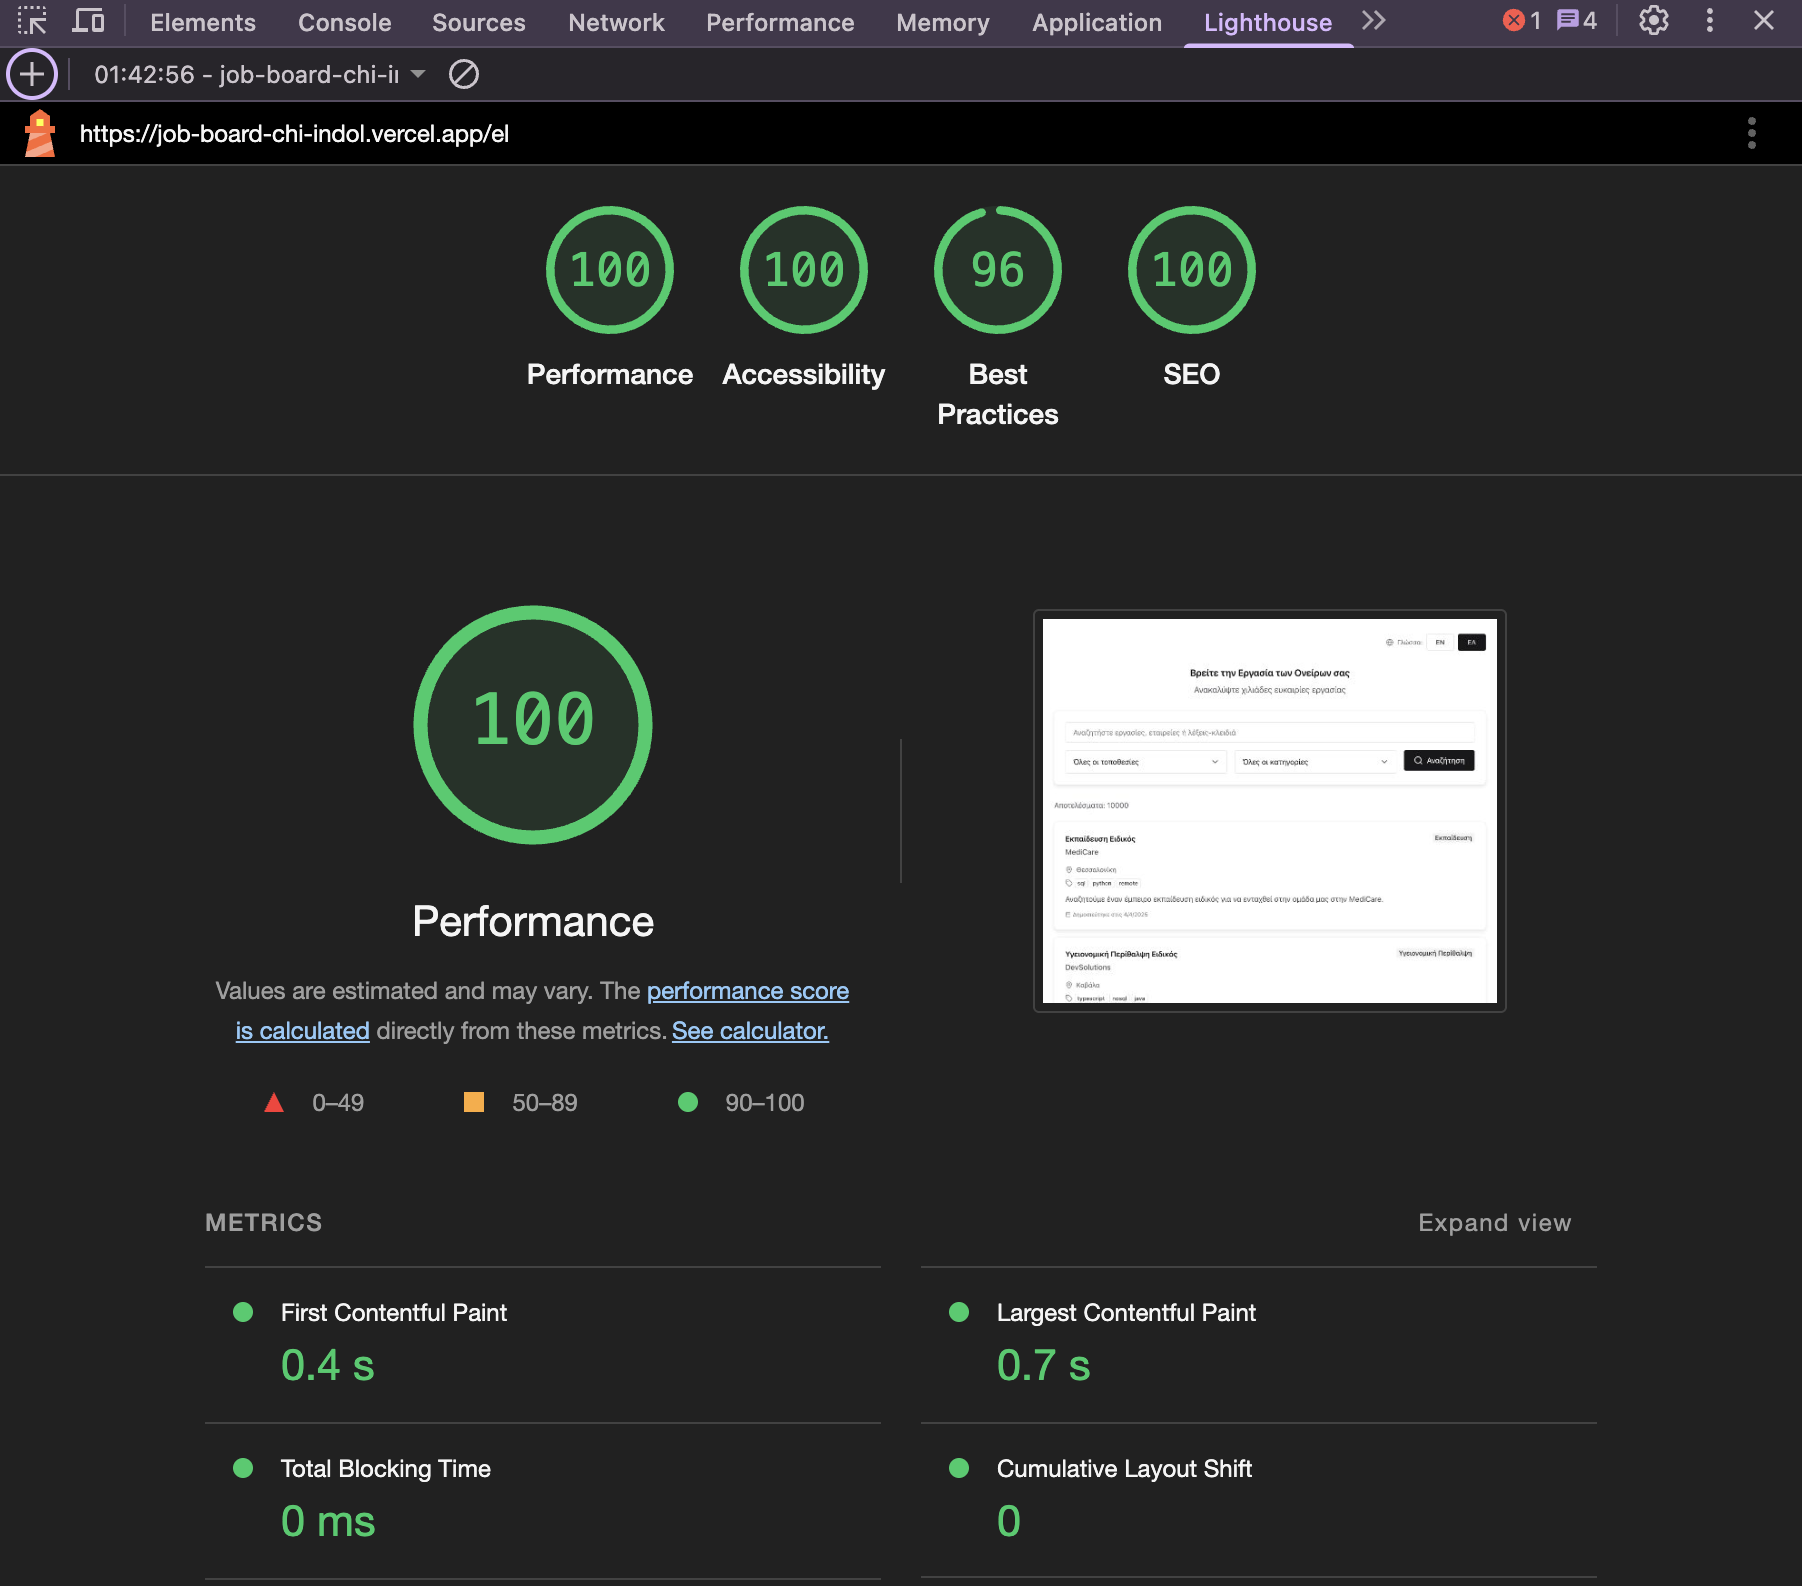 Elements Console Sources Network Performance Memory Application Lighthouse 1 4
01:42:56 - job-board-chi-i
https://job-board-chi-indol.vercel.app/el
100 100 96 100
Performance Accessibility Best SEO
Practices
100
Performance
Values are estimated and may vary. The performance score
is calculated directly from these metrics. See calculator.
0–49 50–89 90–100
Γλώσσα: EN ΕΛ
Βρείτε την Εργασία των Ονείρων σας
Ανακαλύψτε χιλιάδες ευκαιρίες εργασίας
Αναζητήστε εργασίες, εταιρείες ή λέξεις-κλειδιά
Όλες οι τοποθεσίες Όλες οι κατηγορίες Αναζήτηση
Αποτελέσματα: 10000
Εκπαίδευση Ειδικός Εκπαίδευση
MediCare
Θεσσαλονίκη
sql python remote
Αναζητούμε έναν έμπειρο εκπαίδευση ειδικός για να ενταχθεί στην ομάδα μας στην MediCare.
Δημοσιεύτηκε στις
Υγειονομική Περίθαλψη Ειδικός Υγειονομική Περίθαλψη
DevSolutions
Καβάλα
typescript nosql java
METRICS Expand view
First Contentful Paint
0.4 s
Largest Contentful Paint
0.7 s
Total Blocking Time
0 ms
Cumulative Layout Shift
0